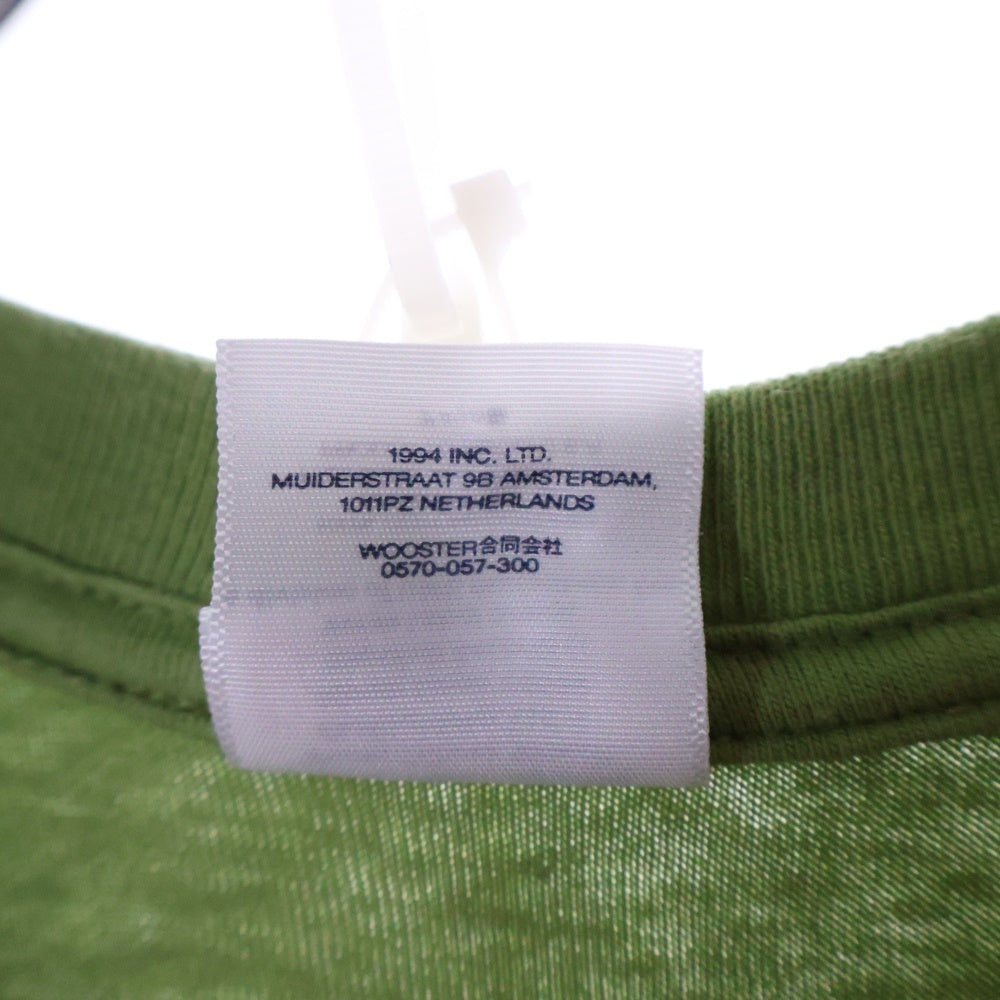 1994 INC. LTD.
MUIDERSTRAAT 9B AMSTERDAM,
1011PZ NETHERLANDS
WOOSTER合同会社
0570-057-300